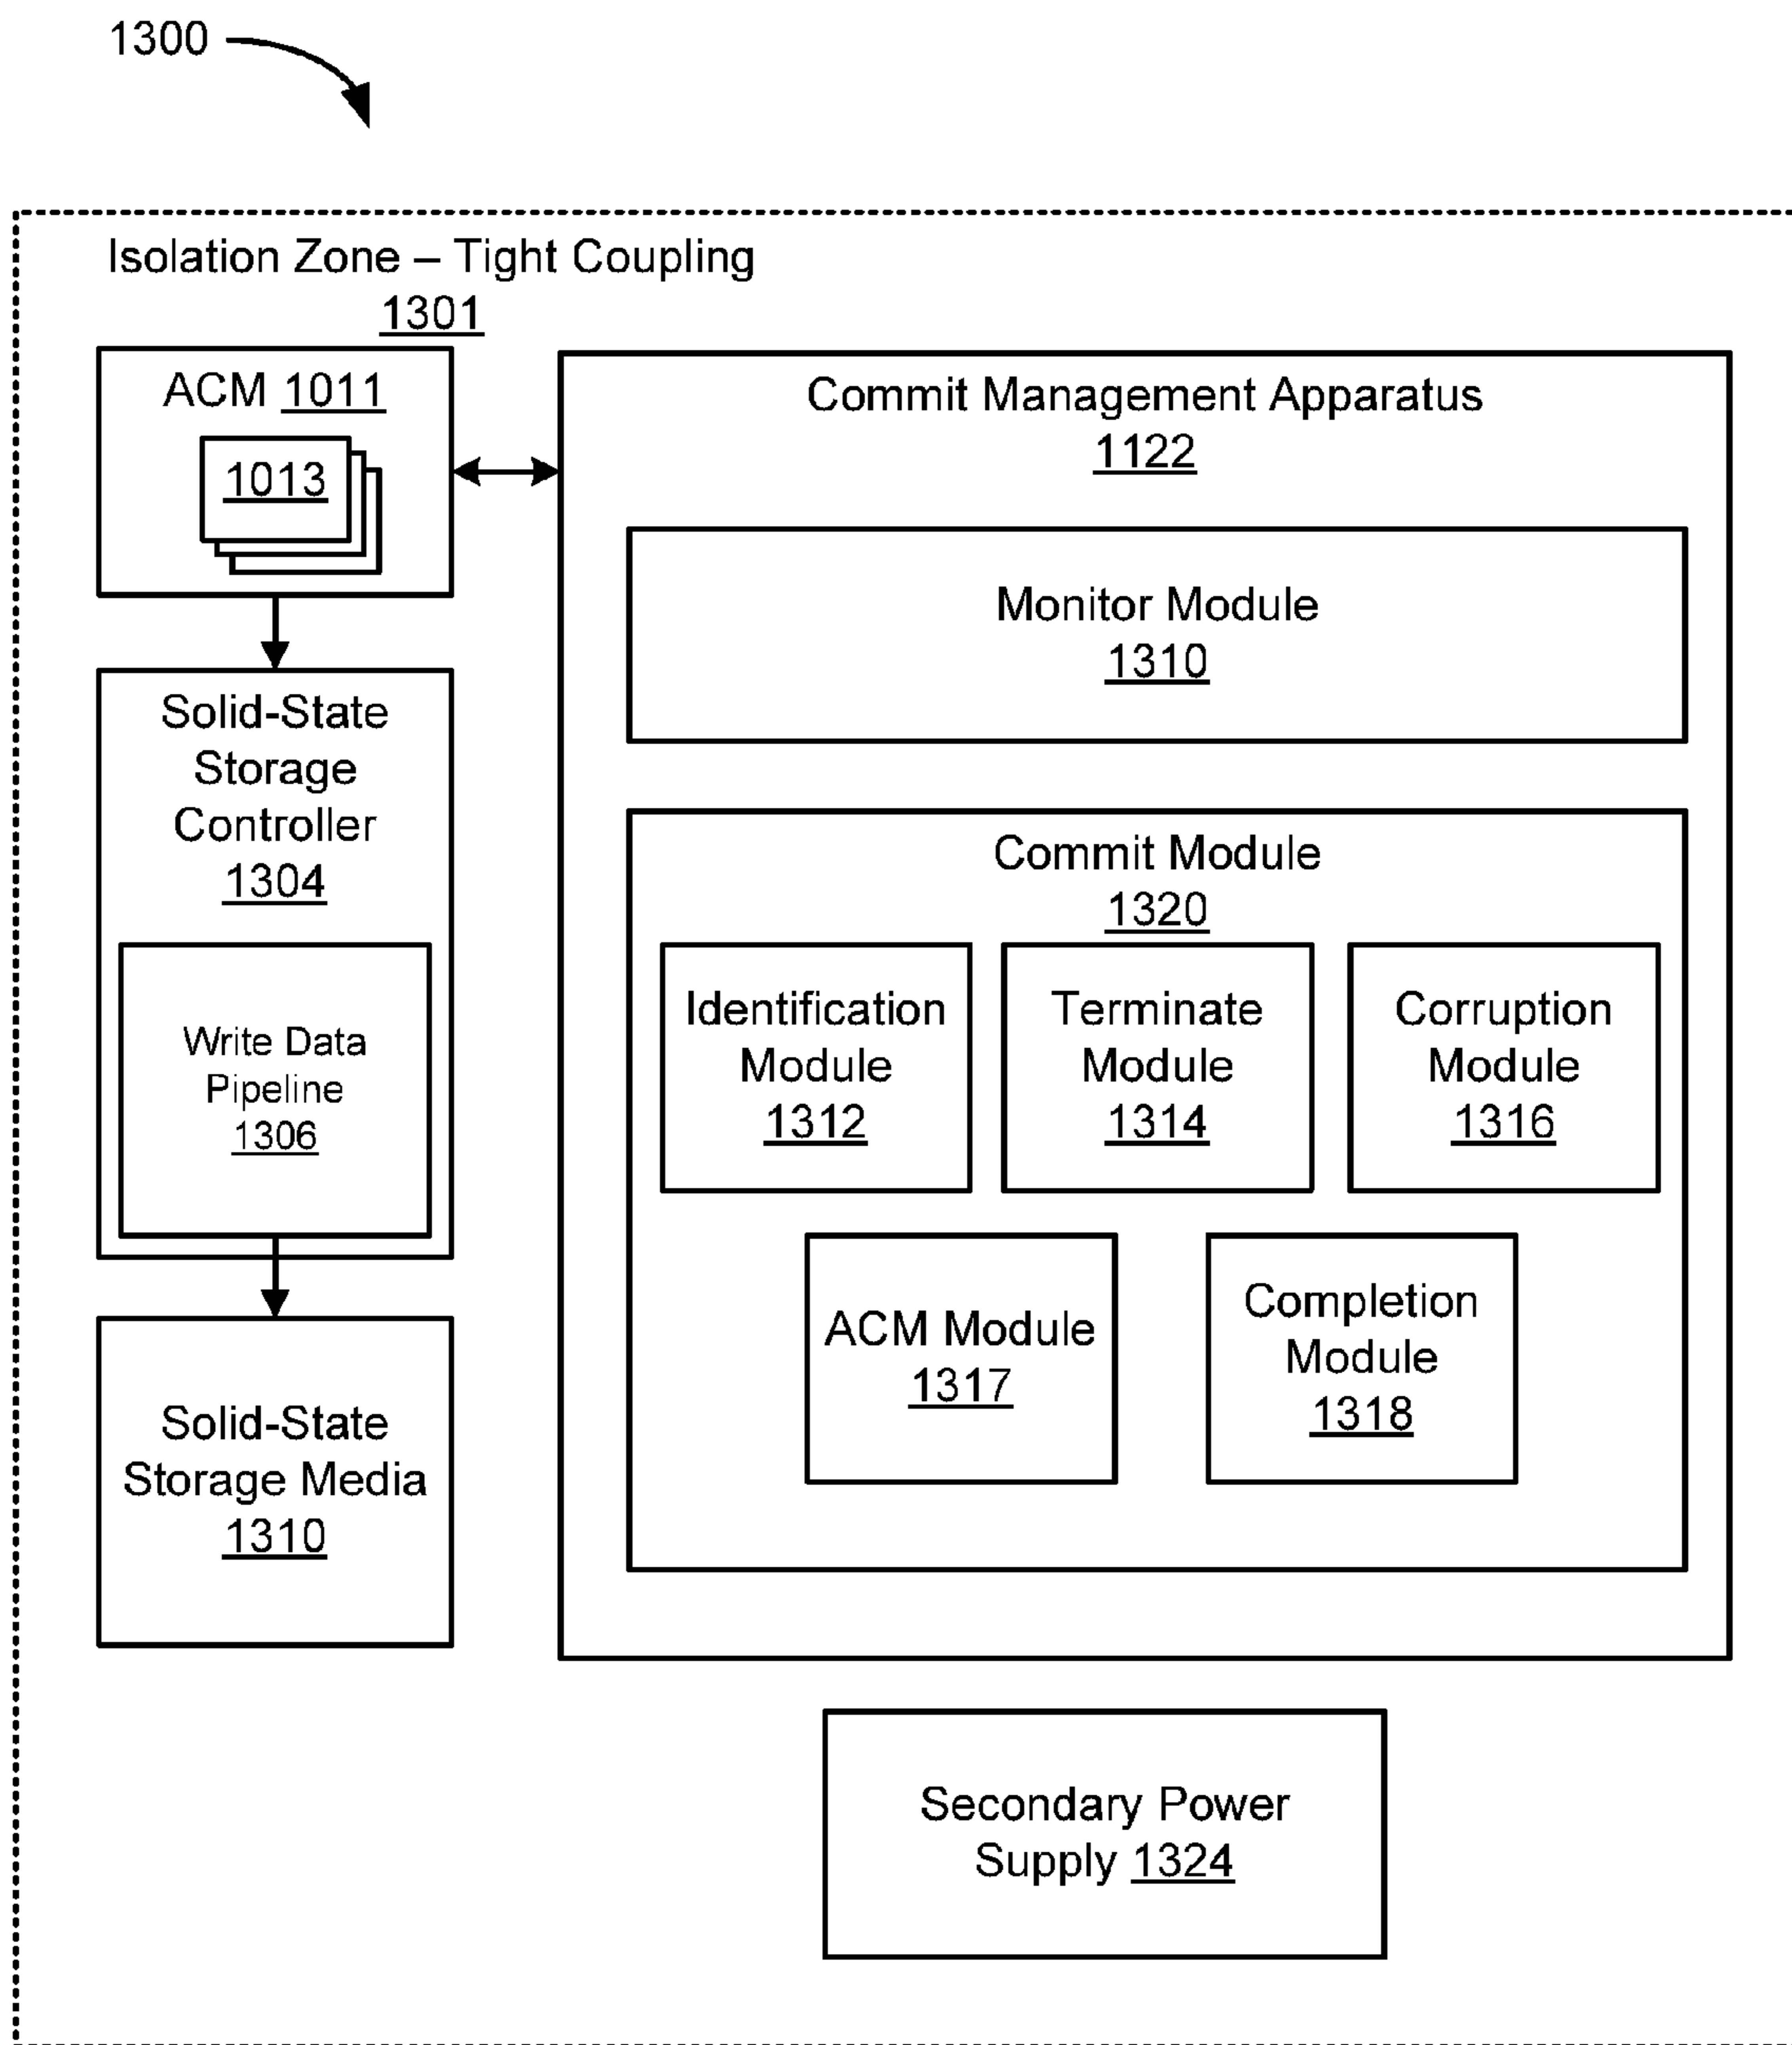 1300
Isolation Zone – Tight Coupling
1301
ACM 1011
1013
Solid-State
Storage
Controller
1304
Write Data
Pipeline
1306
Solid-State
Storage Media
1310
Commit Management Apparatus
1122
Monitor Module
1310
Commit Module
1320
Identification
Module
1312
Terminate
Module
1314
Corruption
Module
1316
ACM Module
1317
Completion
Module
1318
Secondary Power
Supply 1324